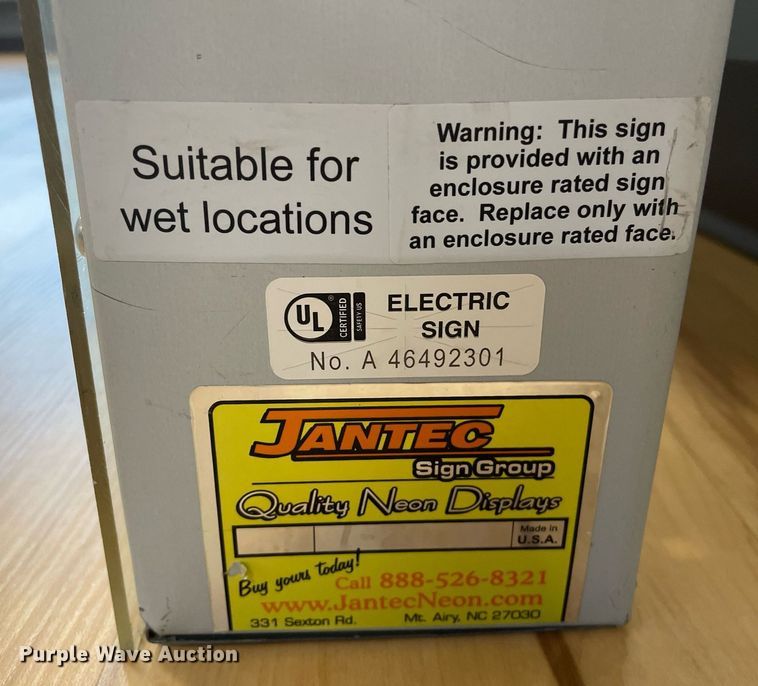 Suitable for
wet locations
Warning: This sign
is provided with an
enclosure rated sign
face. Replace only with
an enclosure rated face.
UL
®
CERTIFIED
SAFETY US
ELECTRIC
SIGN
No. A 46492301
JANTEC
Sign Group
Quality Neon Displays
Made in
U.S.A.
Buy yours today!
Call 888-526-8321
www.JantecNeon.com
331 Sexton Rd. Mt. Airy, NC 27030
Purple Wave Auction